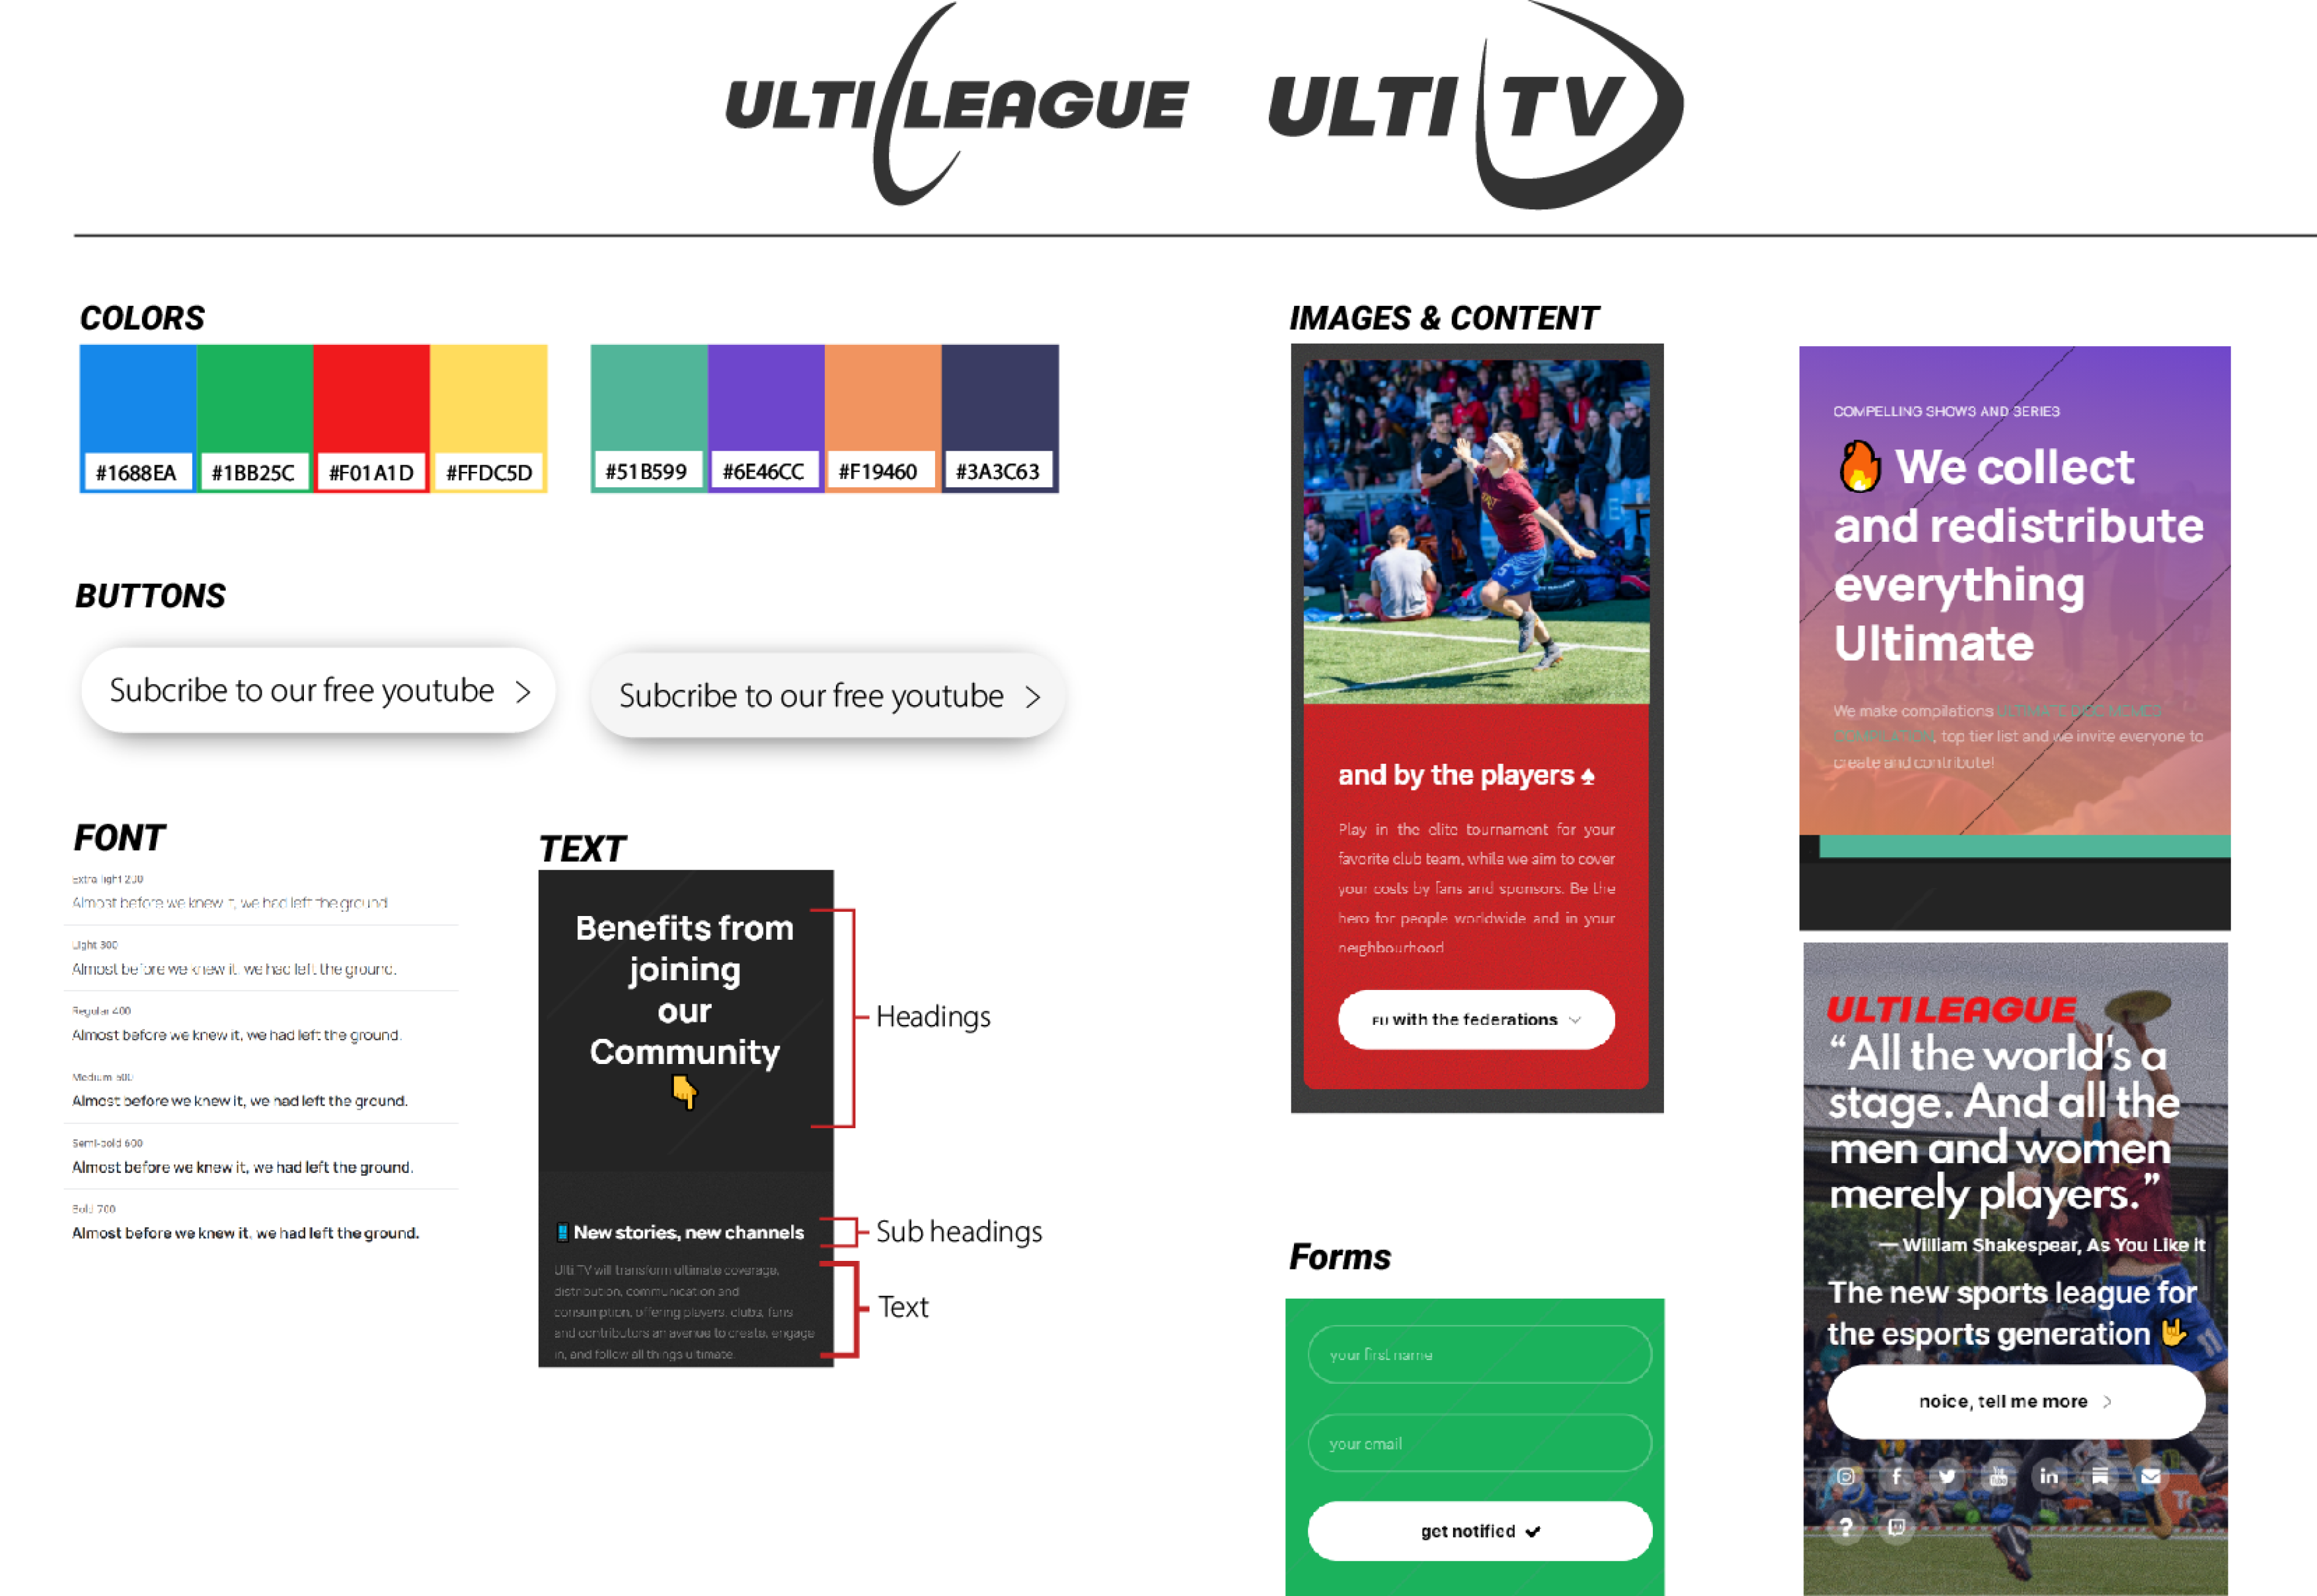 ULTI LEAGUE
ULTI TV
COLORS
#1688EA #1BB25C #F01A1D #FFDC5D
#51B599 #6E46CC #F19460 #3A3C63
BUTTONS
Subcribe to our free youtube >
Subcribe to our free youtube >
FONT
Extra light 200
Almost before we knew it, we had left the ground.
Light 300
Almost before we knew it, we had left the ground.
Regular 400
Almost before we knew it, we had left the ground.
Medium 500
Almost before we knew it, we had left the ground.
Semi-bold 600
Almost before we knew it, we had left the ground.
Bold 700
Almost before we knew it, we had left the ground.
TEXT
Benefits from
joining
our
Community
👇
Headings
📱 New stories, new channels
Sub headings
Ulti TV will transform ultimate coverage,
distribution, communication and
consumption, offering players, clubs, fans
and contributors an avenue to create, engage
in, and follow all things ultimate.
Text
IMAGES & CONTENT
and by the players ♠
Play in the elite tournament for your
favorite club team, while we aim to cover
your costs by fans and sponsors. Be the
hero for people worldwide and in your
neighbourhood
EU with the federations
Forms
your first name
your email
get notified ✔
COMPELLING SHOWS AND SERIES
🔥 We collect
and redistribute
everything
Ultimate
We make compilations ULTIMATE DISC MEMES
COMPILATION, top tier list and we invite everyone to
create and contribute!
ULTILEAGUE
“All the world's a
stage. And all the
men and women
merely players.”
— William Shakespear, As You Like it
The new sports league for
the esports generation 🤟
noice, tell me more >